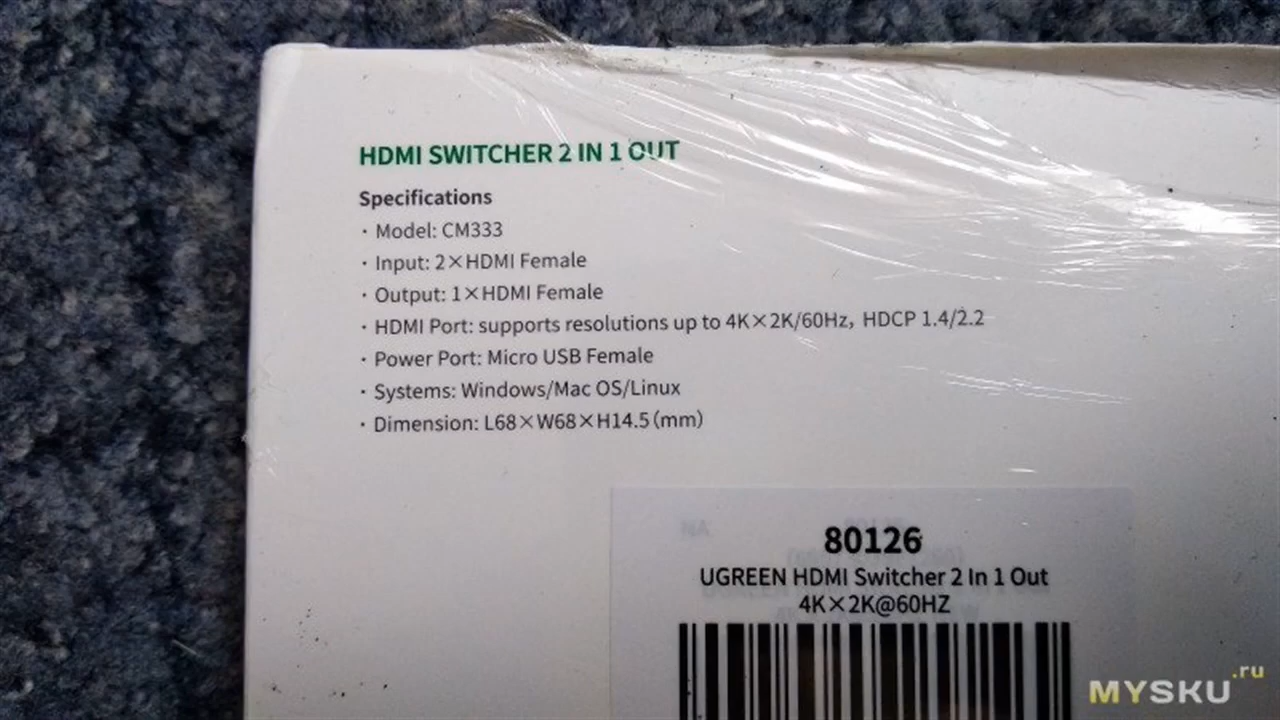 HDMI SWITCHER 2 IN 1 OUT
Specifications
· Model: CM333
· Input: 2×HDMI Female
· Output: 1×HDMI Female
· HDMI Port: supports resolutions up to 4K×2K/60Hz, HDCP 1.4/2.2
· Power Port: Micro USB Female
· Systems: Windows/Mac OS/Linux
· Dimension: L68×W68×H14.5(mm)
80126
UGREEN HDMI Switcher 2 In 1 Out
4K×2K@60HZ
MYSKU.ru